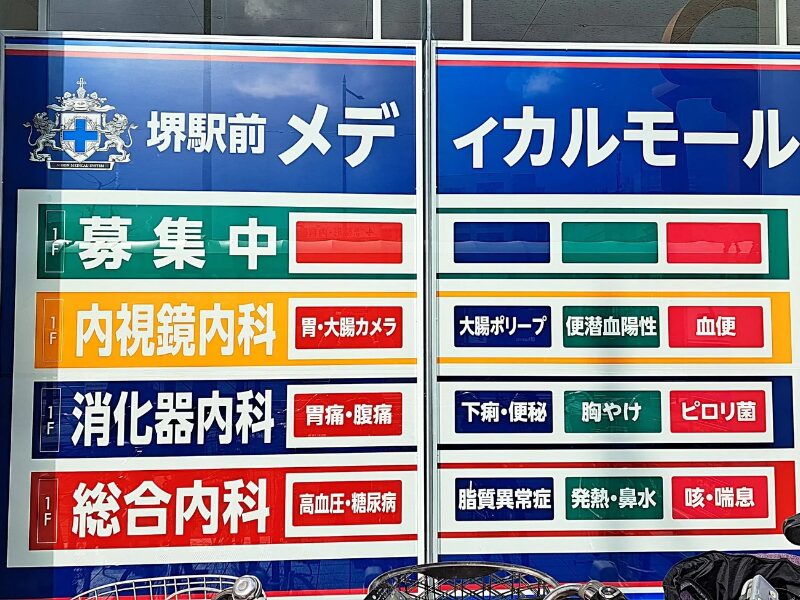 堺駅前 メディカルモール
1F 募集中
1F 内視鏡内科 胃・大腸カメラ 大腸ポリープ 便潜血陽性 血便
1F 消化器内科 胃痛・腹痛 下痢・便秘 胸やけ ピロリ菌
1F 総合内科 高血圧・糖尿病 脂質異常症 発熱・鼻水 咳・喘息